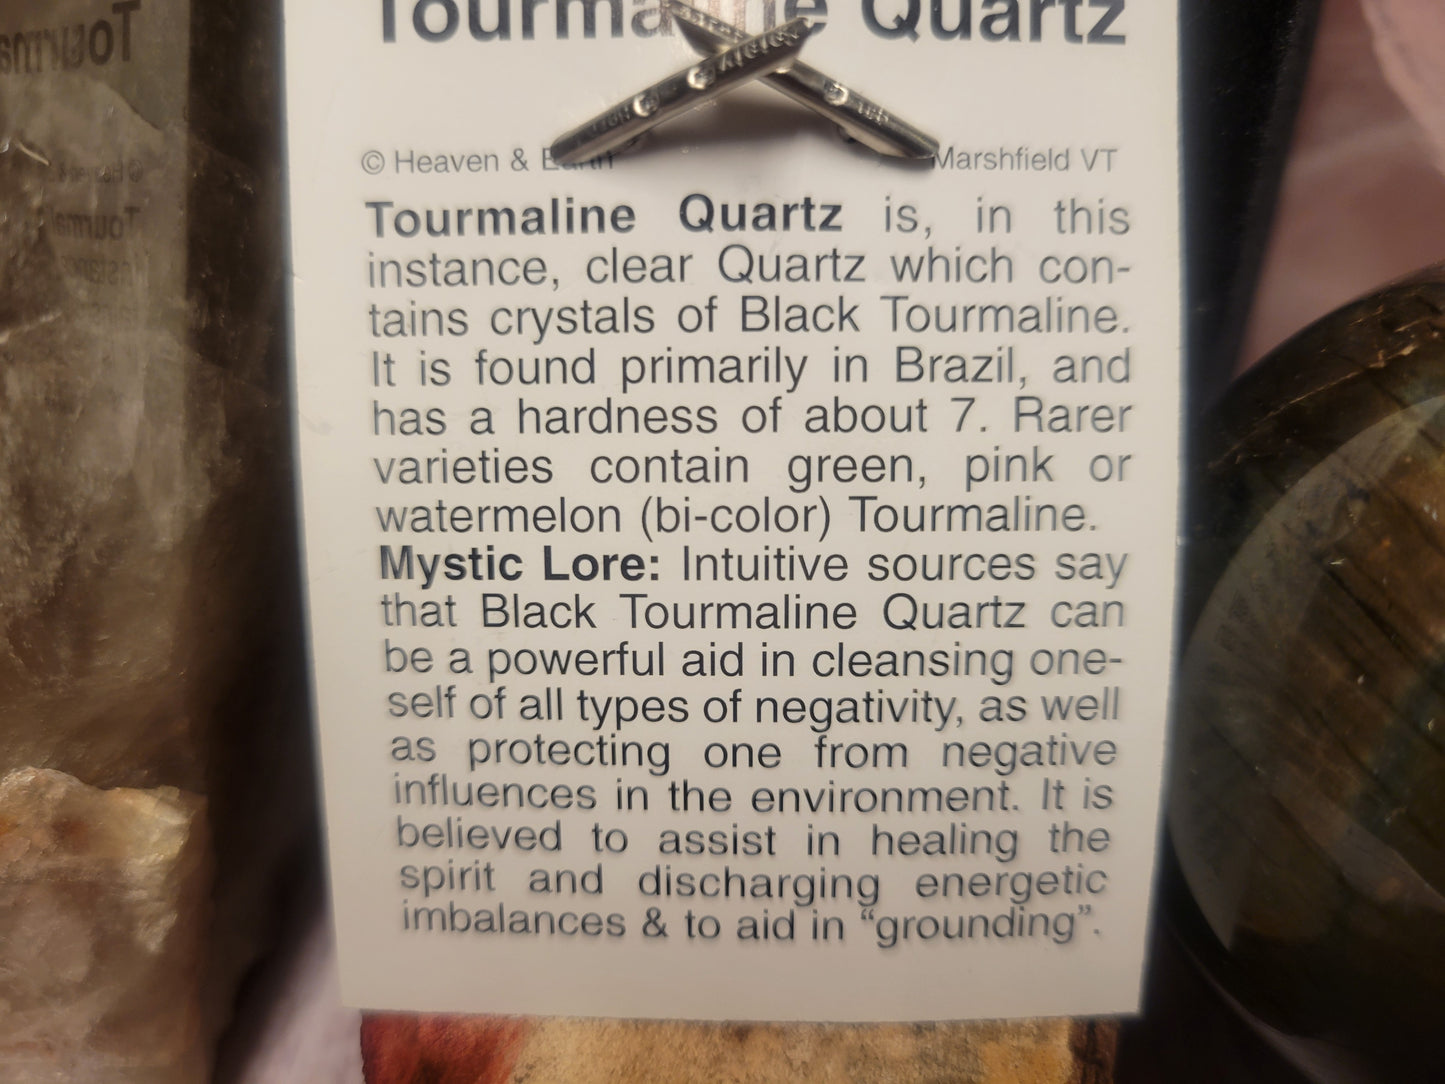 Tourmaline Quartz
© Heaven & Earth Marshfield VT
Tourmaline Quartz is, in this
instance, clear Quartz which con-
tains crystals of Black Tourmaline.
It is found primarily in Brazil, and
has a hardness of about 7. Rarer
varieties contain green, pink or
watermelon (bi-color) Tourmaline.
Mystic Lore: Intuitive sources say
that Black Tourmaline Quartz can
be a powerful aid in cleansing one-
self of all types of negativity, as well
as protecting one from negative
influences in the environment. It is
believed to assist in healing the
spirit and discharging energetic
imbalances & to aid in “grounding”.